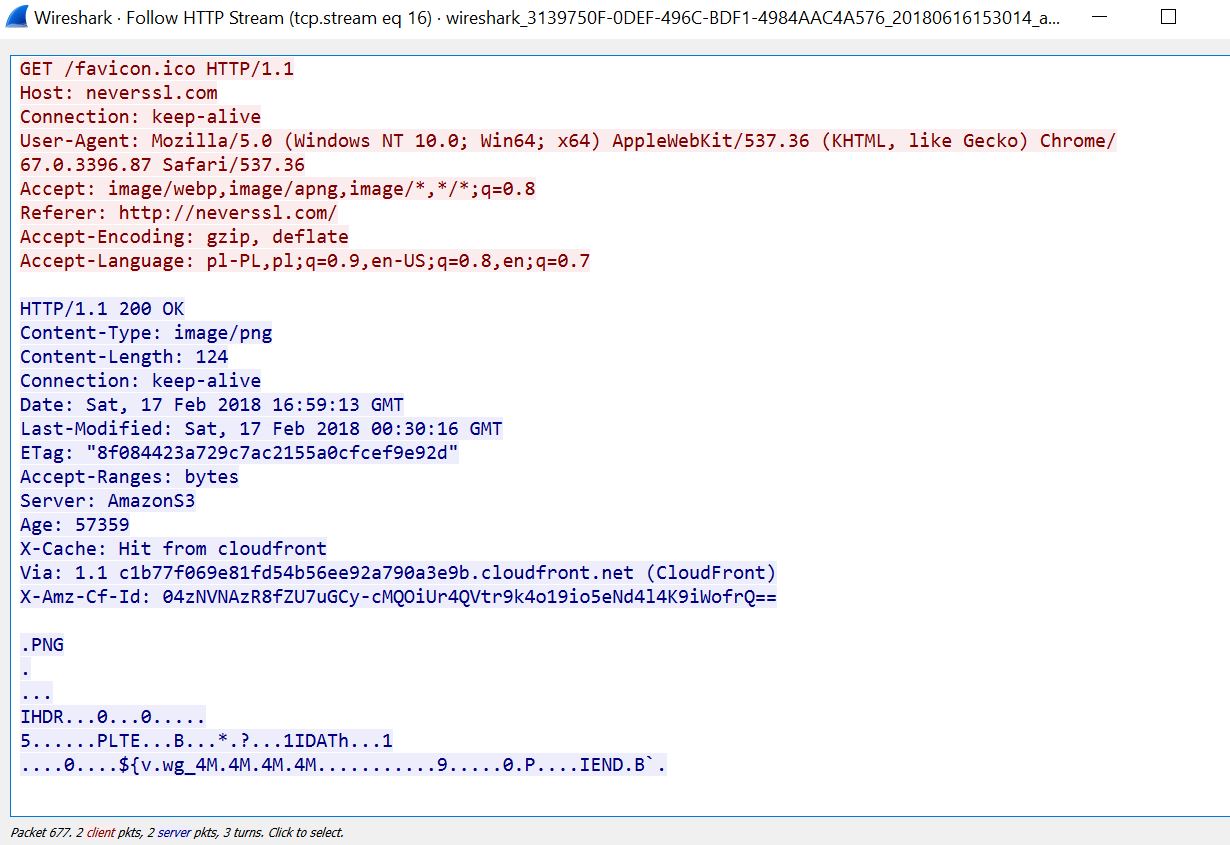 Wireshark · Follow HTTP Stream (tcp.stream eq 16) · wireshark_3139750F-0DEF-496C-BDF1-4984AAC4A576_20180616153014_a...
GET /favicon.ico HTTP/1.1
Host: neverssl.com
Connection: keep-alive
User-Agent: Mozilla/5.0 (Windows NT 10.0; Win64; x64) AppleWebKit/537.36 (KHTML, like Gecko) Chrome/
67.0.3396.87 Safari/537.36
Accept: image/webp,image/apng,image/*,*/*;q=0.8
Referer: http://neverssl.com/
Accept-Encoding: gzip, deflate
Accept-Language: pl-PL,pl;q=0.9,en-US;q=0.8,en;q=0.7
HTTP/1.1 200 OK
Content-Type: image/png
Content-Length: 124
Connection: keep-alive
Date: Sat, 17 Feb 2018 16:59:13 GMT
Last-Modified: Sat, 17 Feb 2018 00:30:16 GMT
ETag: "8f084423a729c7ac2155a0cfcef9e92d"
Accept-Ranges: bytes
Server: AmazonS3
Age: 57359
X-Cache: Hit from cloudfront
Via: 1.1 c1b77f069e81fd54b56ee92a790a3e9b.cloudfront.net (CloudFront)
X-Amz-Cf-Id: 04zNVNAzR8fZU7uGCy-cMQOiUr4QVtr9k4o19io5eNd4l4K9iWofrQ==
.PNG
.
...
IHDR...0...0.....
5......PLTE...B...*.?...1IDATh...1
....0....${v.wg_4M.4M.4M.4M...........9.....0.P....IEND.B`.
Packet 677. 2 client pkts, 2 server pkts, 3 turns. Click to select.